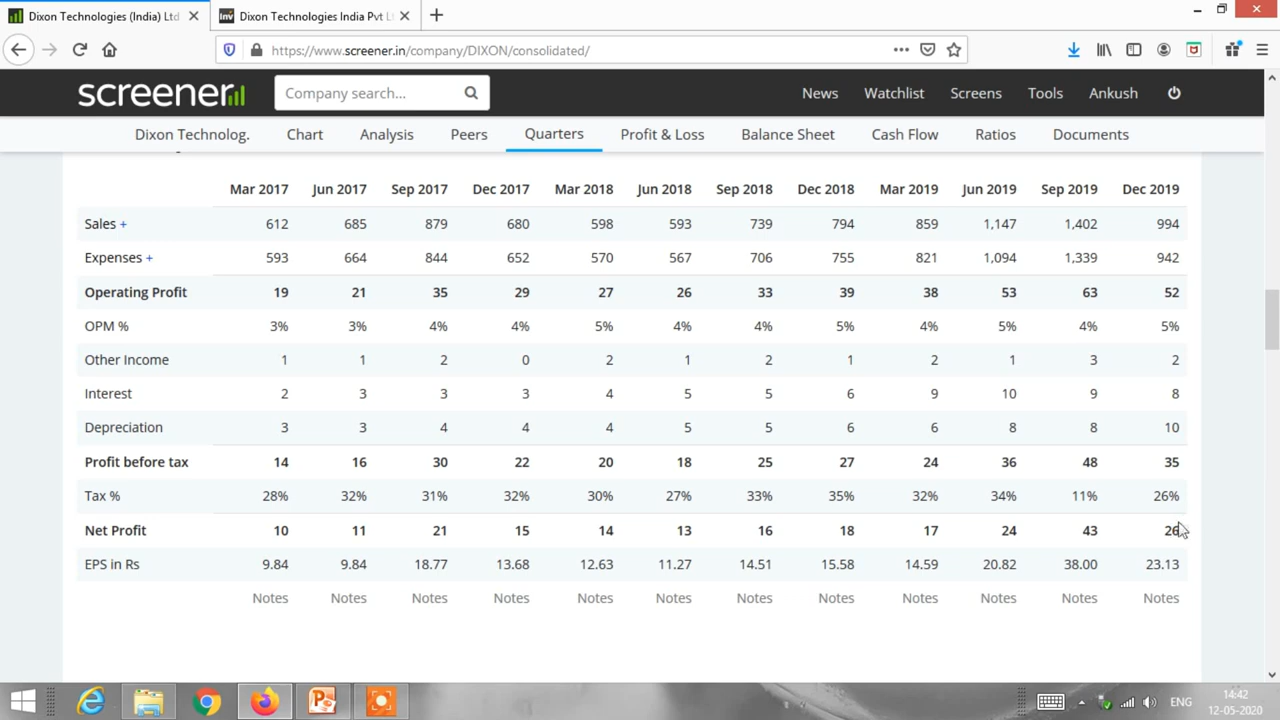 Dixon Technologies (India) Ltd
Dixon Technologies India Pvt L
https://www.screener.in/company/DIXON/consolidated/
screener
Company search...
News Watchlist Screens Tools Ankush
Dixon Technolog. Chart Analysis Peers Quarters Profit & Loss Balance Sheet Cash Flow Ratios Documents
Mar 2017 Jun 2017 Sep 2017 Dec 2017 Mar 2018 Jun 2018 Sep 2018 Dec 2018 Mar 2019 Jun 2019 Sep 2019 Dec 2019
Sales + 612 685 879 680 598 593 739 794 859 1,147 1,402 994
Expenses + 593 664 844 652 570 567 706 755 821 1,094 1,339 942
Operating Profit 19 21 35 29 27 26 33 39 38 53 63 52
OPM % 3% 3% 4% 4% 5% 4% 4% 5% 4% 5% 4% 5%
Other Income 1 1 2 0 2 1 2 1 2 1 3 2
Interest 2 3 3 3 4 5 5 6 9 10 9 8
Depreciation 3 3 4 4 4 5 5 6 6 8 8 10
Profit before tax 14 16 30 22 20 18 25 27 24 36 48 35
Tax % 28% 32% 31% 32% 30% 27% 33% 35% 32% 34% 11% 26%
Net Profit 10 11 21 15 14 13 16 18 17 24 43 26
EPS in Rs 9.84 9.84 18.77 13.68 12.63 11.27 14.51 15.58 14.59 20.82 38.00 23.13
Notes Notes Notes Notes Notes Notes Notes Notes Notes Notes Notes Notes
ENG
14:42
12-05-2020